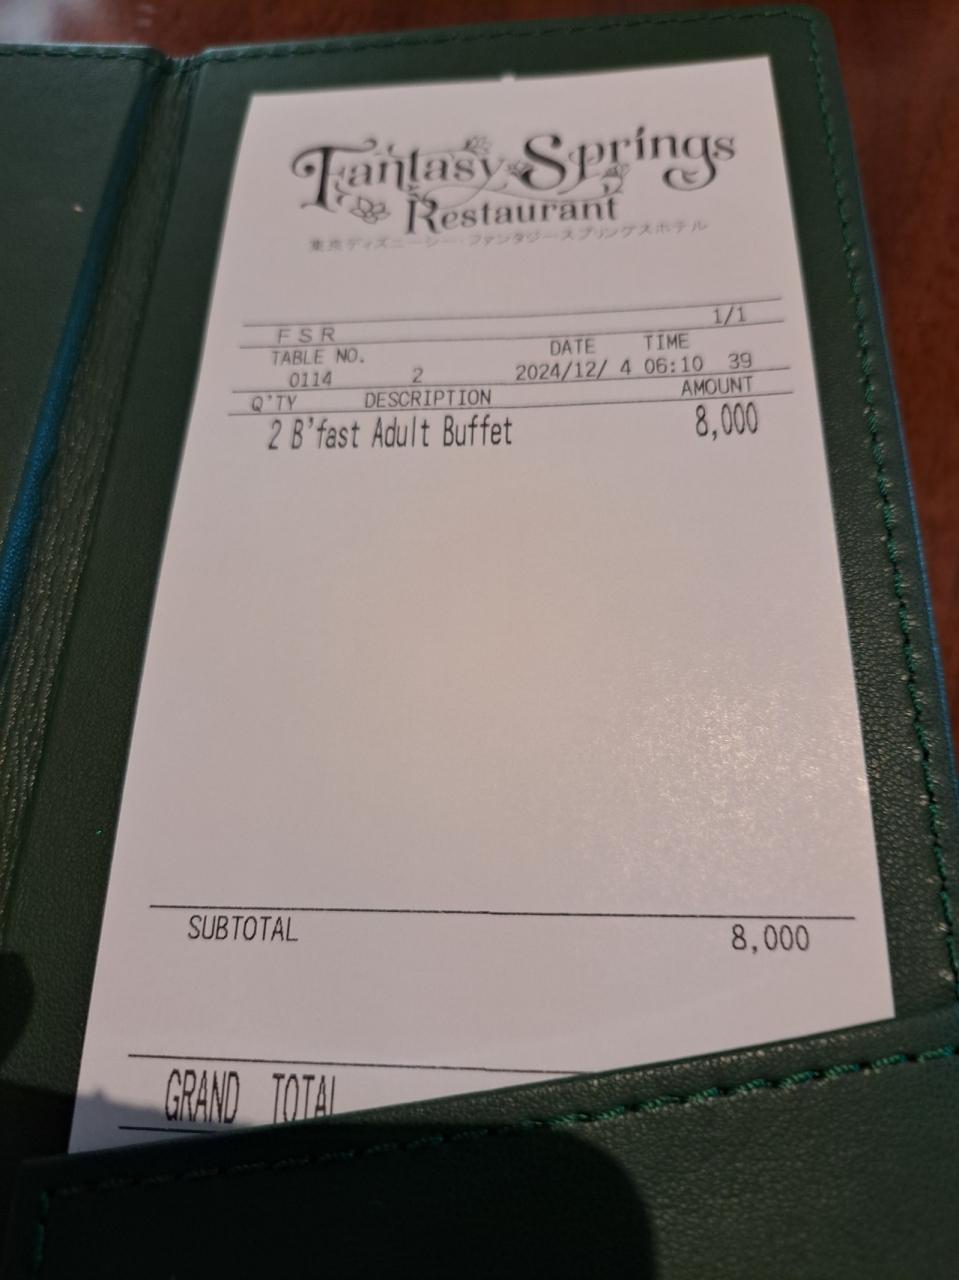 Fantasy Springs
Restaurant
東京ディズニーシー・ファンタジースプリングスホテル
1/1
FSR
TABLE NO. DATE TIME
0114 2 2024/12/ 4 06:10 39
Q'TY DESCRIPTION AMOUNT
2 B'fast Adult Buffet 8,000
SUBTOTAL 8,000
GRAND TOTAL